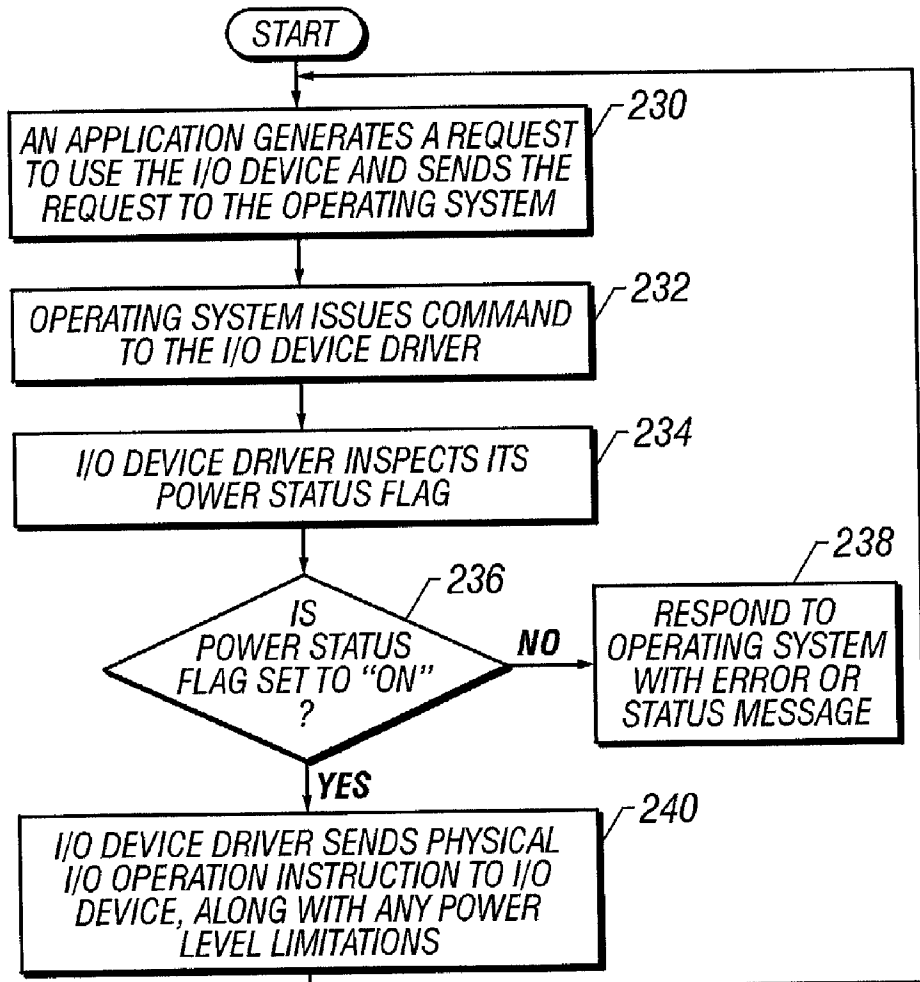 START
230
AN APPLICATION GENERATES A REQUEST
TO USE THE I/O DEVICE AND SENDS THE
REQUEST TO THE OPERATING SYSTEM
232
OPERATING SYSTEM ISSUES COMMAND
TO THE I/O DEVICE DRIVER
234
I/O DEVICE DRIVER INSPECTS ITS
POWER STATUS FLAG
236
IS
POWER STATUS
FLAG SET TO “ON”
?
NO
238
RESPOND TO
OPERATING SYSTEM
WITH ERROR OR
STATUS MESSAGE
YES
240
I/O DEVICE DRIVER SENDS PHYSICAL
I/O OPERATION INSTRUCTION TO I/O
DEVICE, ALONG WITH ANY POWER
LEVEL LIMITATIONS